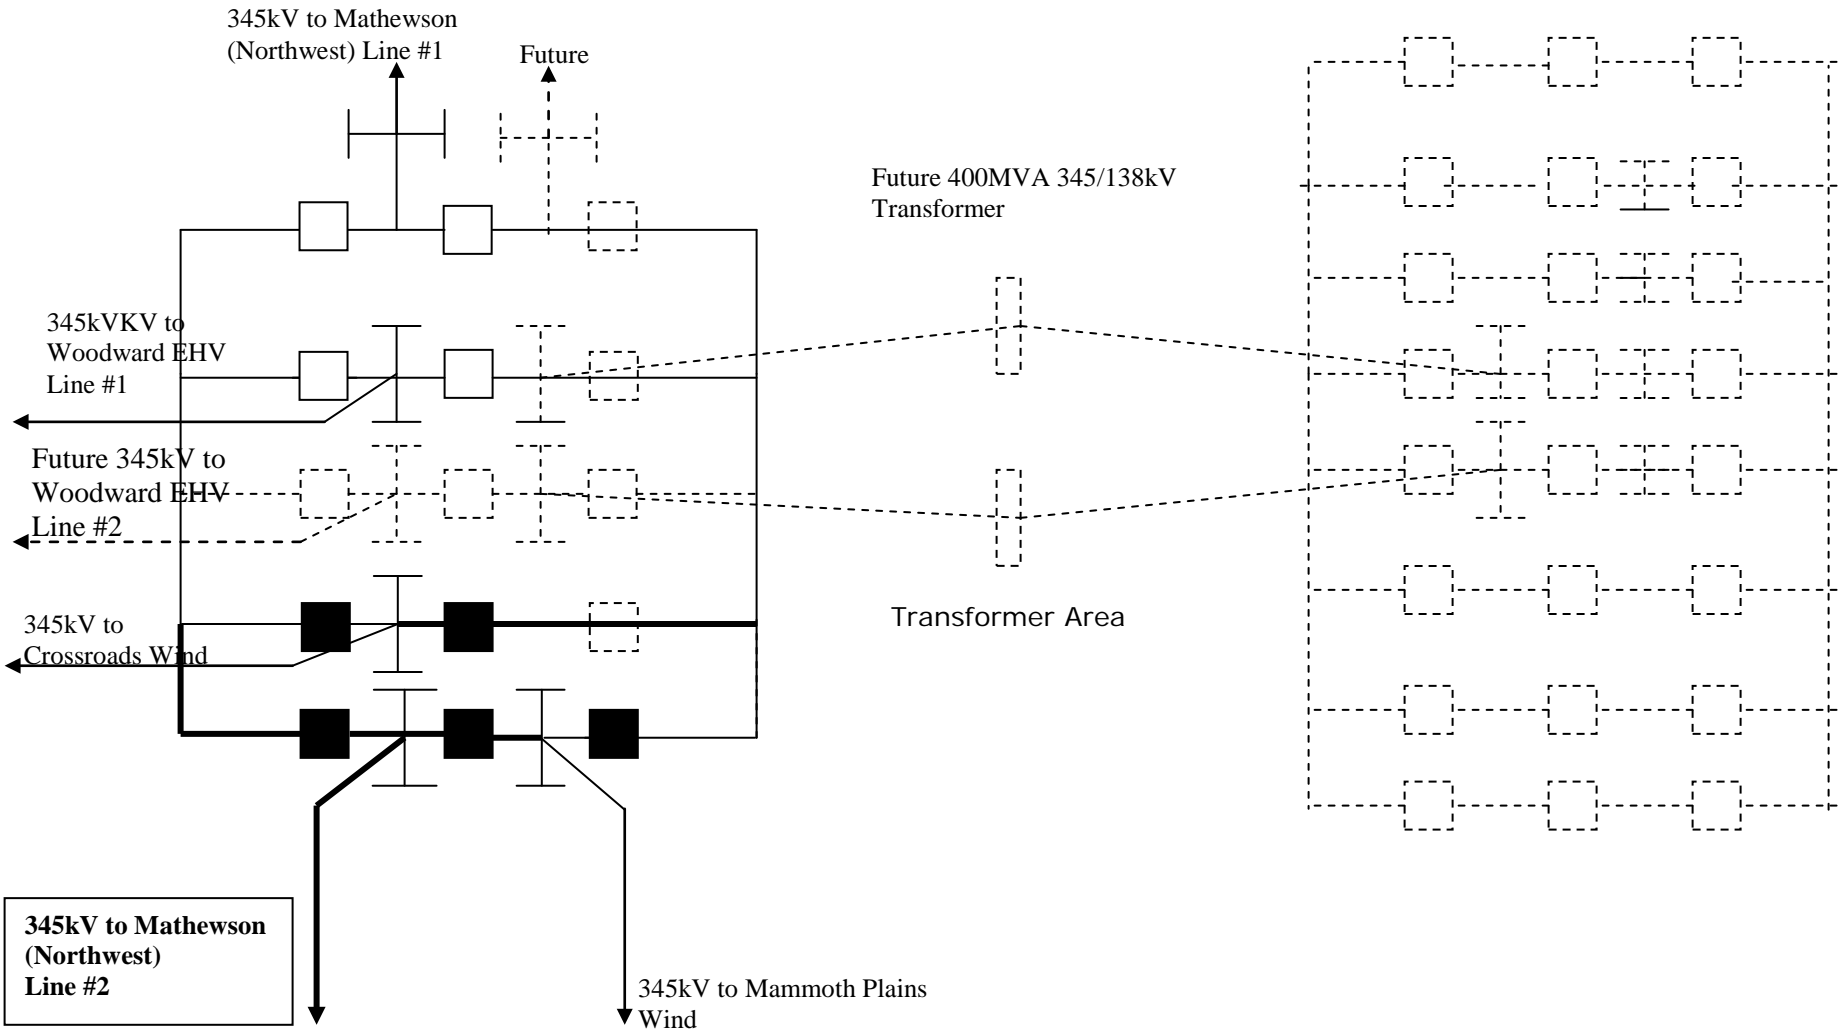 345kV to Mathewson
(Northwest) Line #1
Future
Future 400MVA 345/138kV
Transformer
345kVKV to
Woodward EHV
Line #1
Future 345kV to
Woodward EHV
Line #2
Transformer Area
345kV to
Crossroads Wind
345kV to Mathewson
(Northwest)
Line #2
345kV to Mammoth Plains
Wind